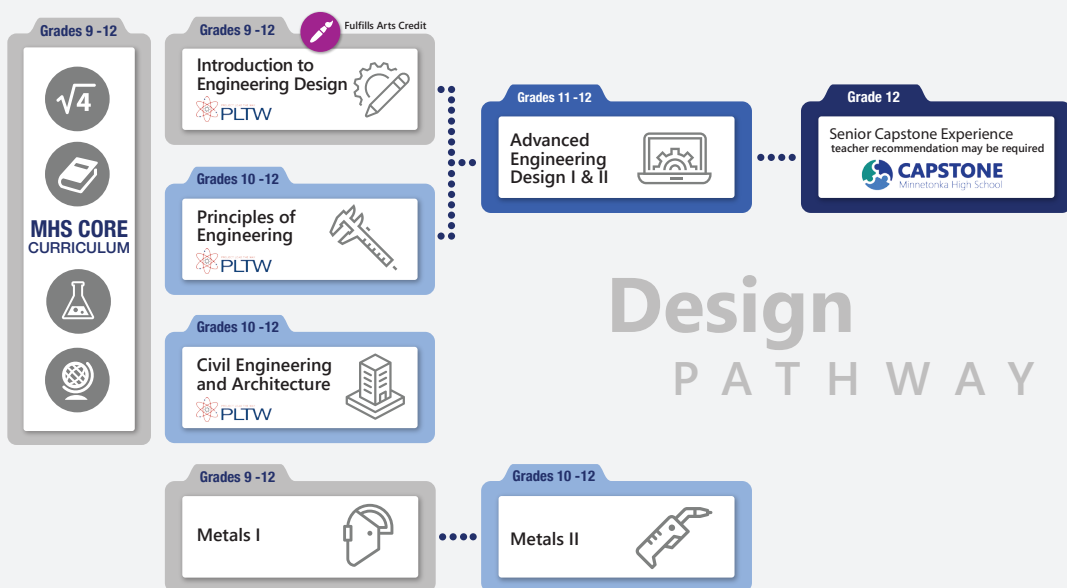 Grades 9 -12
√4
MHS CORE
CURRICULUM
Grades 9 -12
Fulfills Arts Credit
Introduction to
Engineering Design
PLTW
Grades 10 -12
Principles of
Engineering
PLTW
Grades 10 -12
Civil Engineering
and Architecture
PLTW
Grades 9 -12
Metals I
Grades 11 -12
Advanced
Engineering
Design I & II
Grade 12
Senior Capstone Experience
teacher recommendation may be required
CAPSTONE
Minnetonka High School
Grades 10 -12
Metals II
Design
PATHWAY